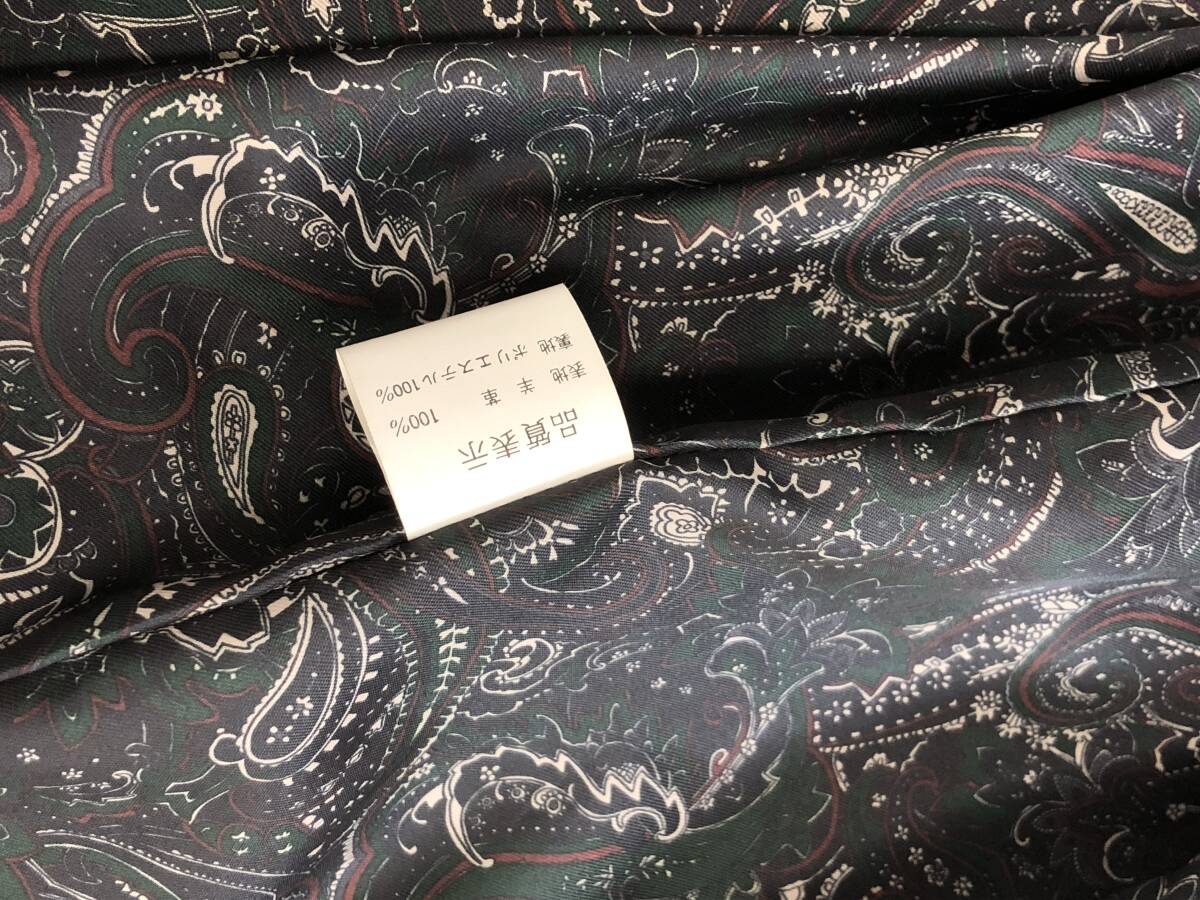 品質表示
表地 羊 革 100%
裏地 ポリエステル100%